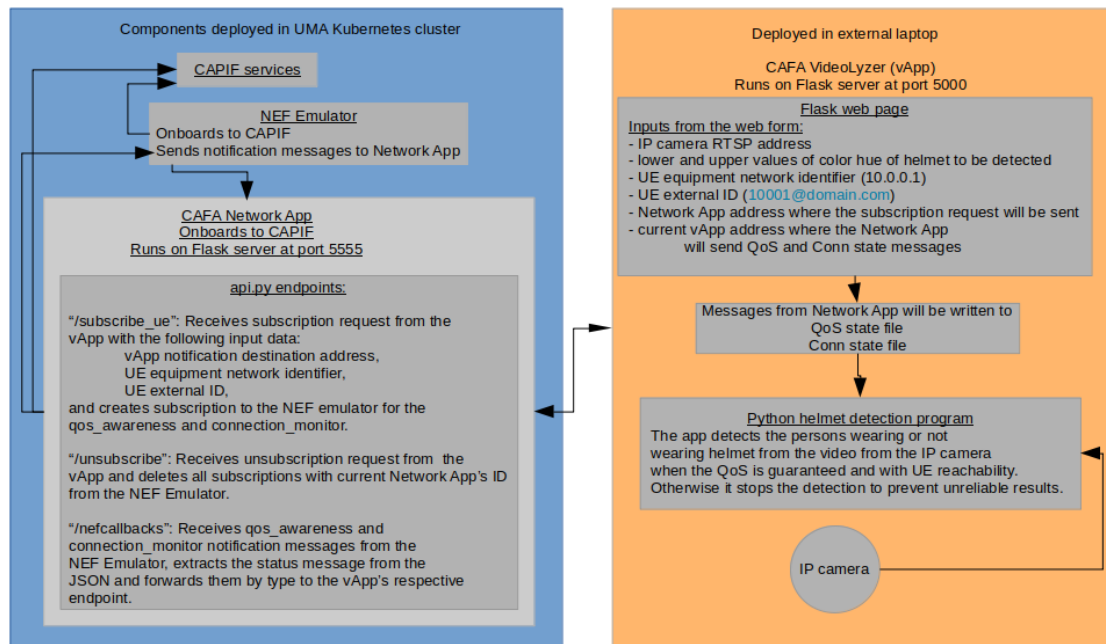 Components deployed in UMA Kubernetes cluster
CAPIF services
NEF Emulator
Onboards to CAPIF
Sends notification messages to Network App
CAFA Network App
Onboards to CAPIF
Runs on Flask server at port 5555
api.py endpoints:
“/subscribe_ue”: Receives subscription request from the
vApp with the following input data:
vApp notification destination address,
UE equipment network identifier,
UE external ID,
and creates subscription to the NEF emulator for the
qos_awareness and connection_monitor.
“/unsubscribe”: Receives unsubscription request from the
vApp and deletes all subscriptions with current Network App’s ID
from the NEF Emulator.
“/nefcallbacks”: Receives qos_awareness and
connection_monitor notification messages from the
NEF Emulator, extracts the status message from the
JSON and forwards them by type to the vApp’s respective
endpoint.
Deployed in external laptop
CAFA VideoLyzer (vApp)
Runs on Flask server at port 5000
Flask web page
Inputs from the web form:
- IP camera RTSP address
- lower and upper values of color hue of helmet to be detected
- UE equipment network identifier (10.0.0.1)
- UE external ID (10001@domain.com)
- Network App address where the subscription request will be sent
- current vApp address where the Network App
will send QoS and Conn state messages
Messages from Network App will be written to
QoS state file
Conn state file
Python helmet detection program
The app detects the persons wearing or not
wearing helmet from the video from the IP camera
when the QoS is guaranteed and with UE reachability.
Otherwise it stops the detection to prevent unreliable results.
IP camera